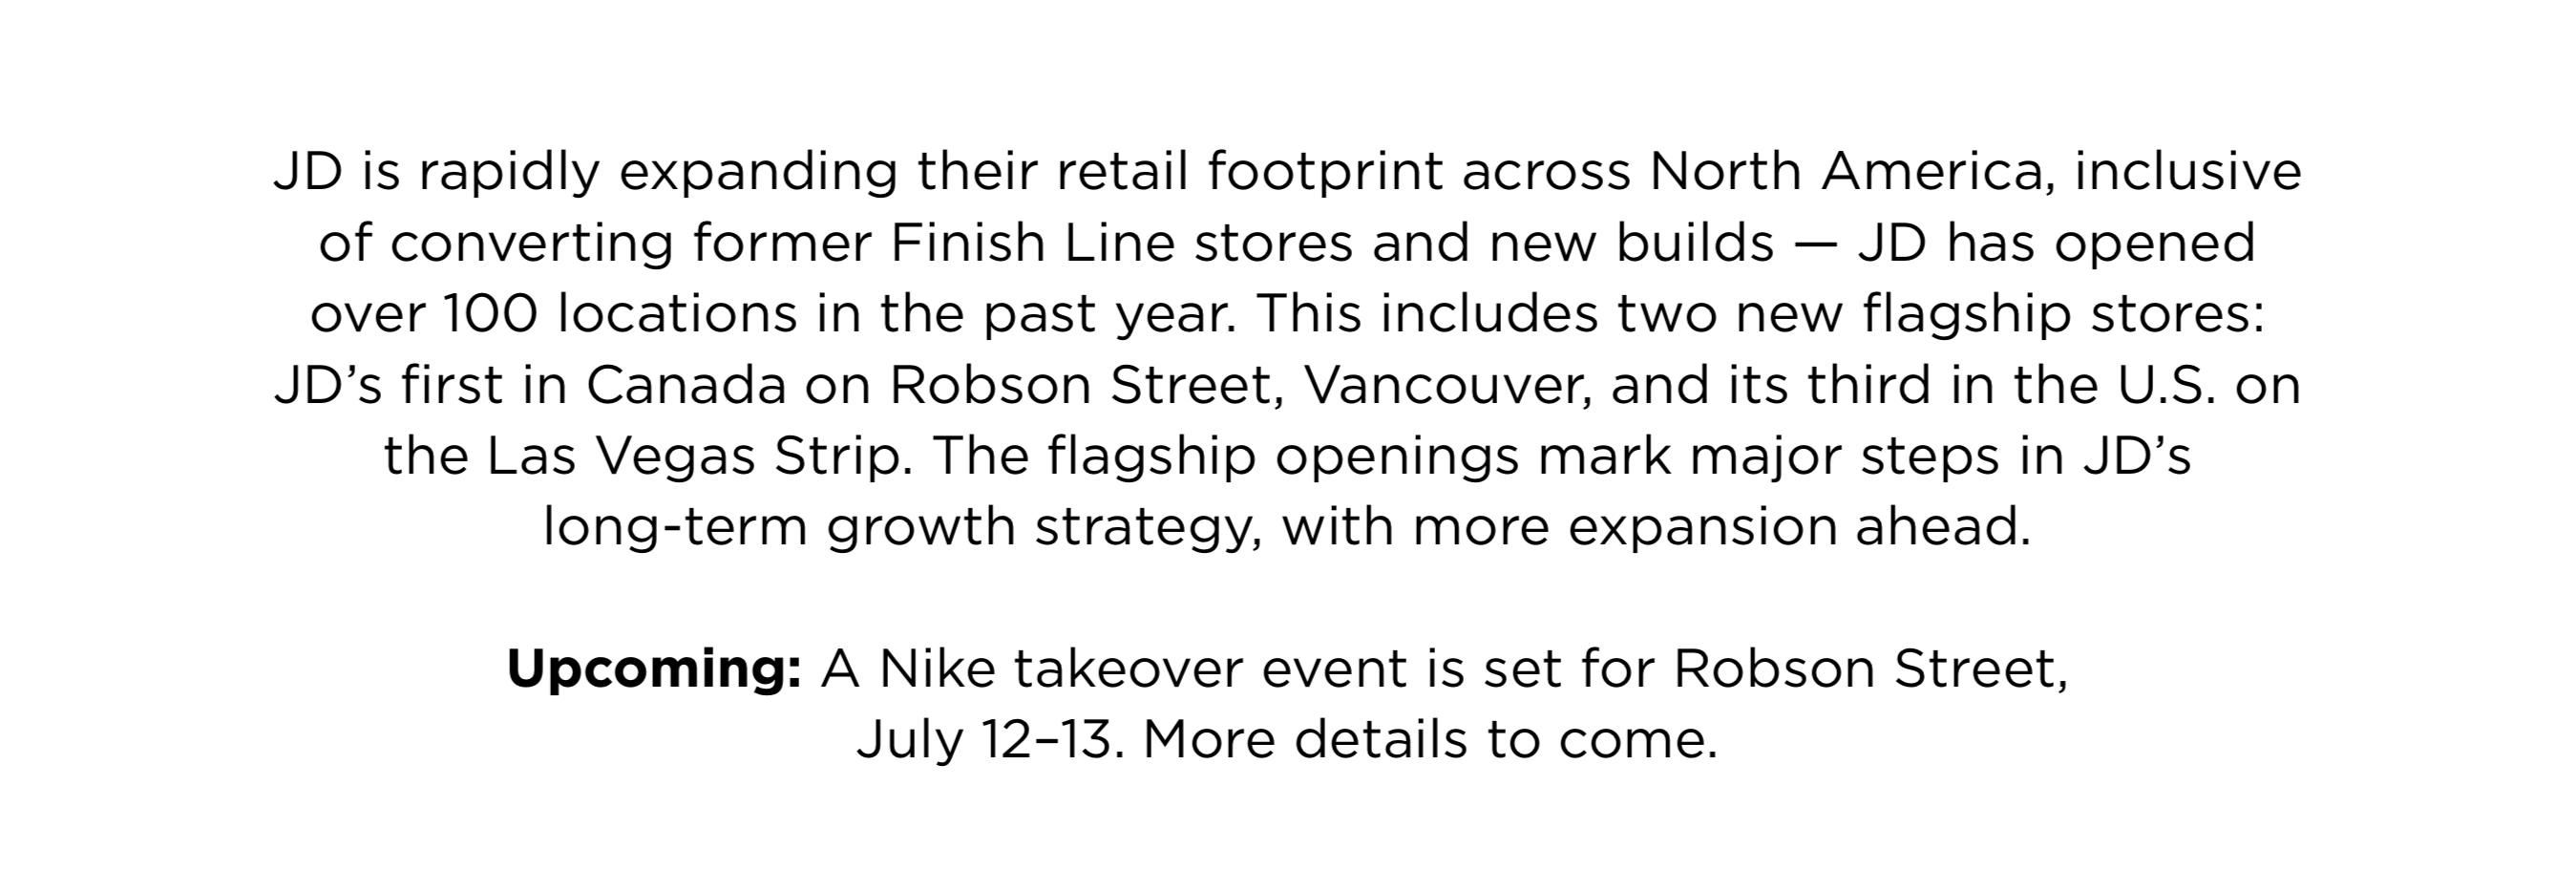 JD is rapidly expanding their retail footprint across North America, inclusive
of converting former Finish Line stores and new builds — JD has opened
over 100 locations in the past year. This includes two new flagship stores:
JD’s first in Canada on Robson Street, Vancouver, and its third in the U.S. on
the Las Vegas Strip. The flagship openings mark major steps in JD’s
long-term growth strategy, with more expansion ahead.
Upcoming: A Nike takeover event is set for Robson Street,
July 12–13. More details to come.